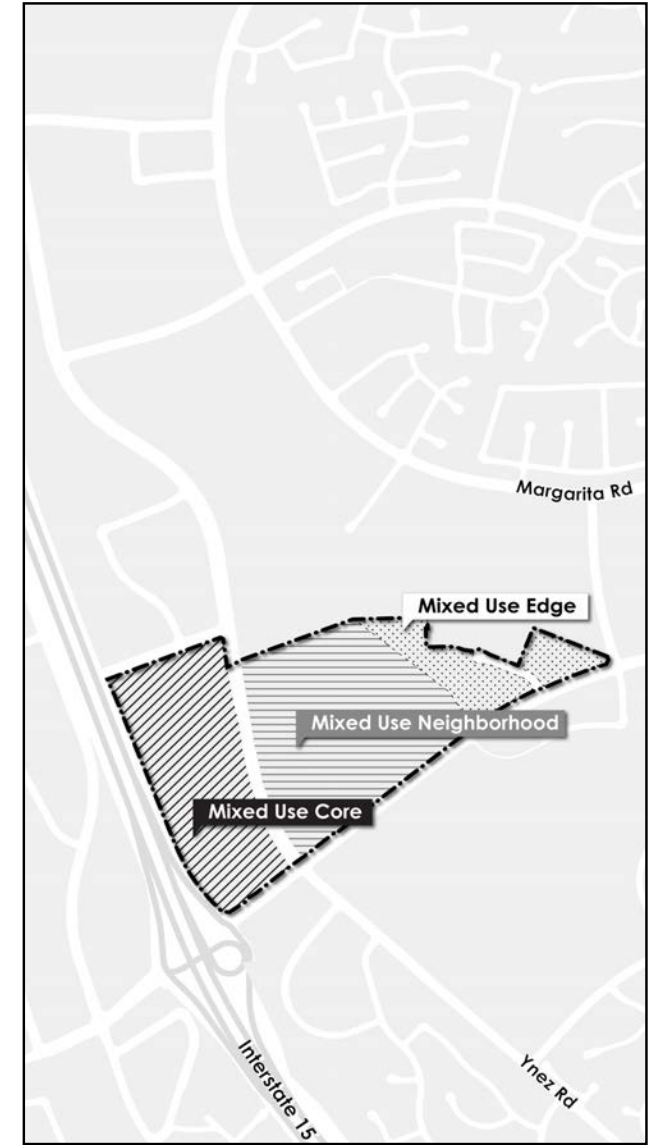 Margarita Rd
Mixed Use Edge
Mixed Use Neighborhood
Mixed Use Core
Interstate 15
Ynez Rd